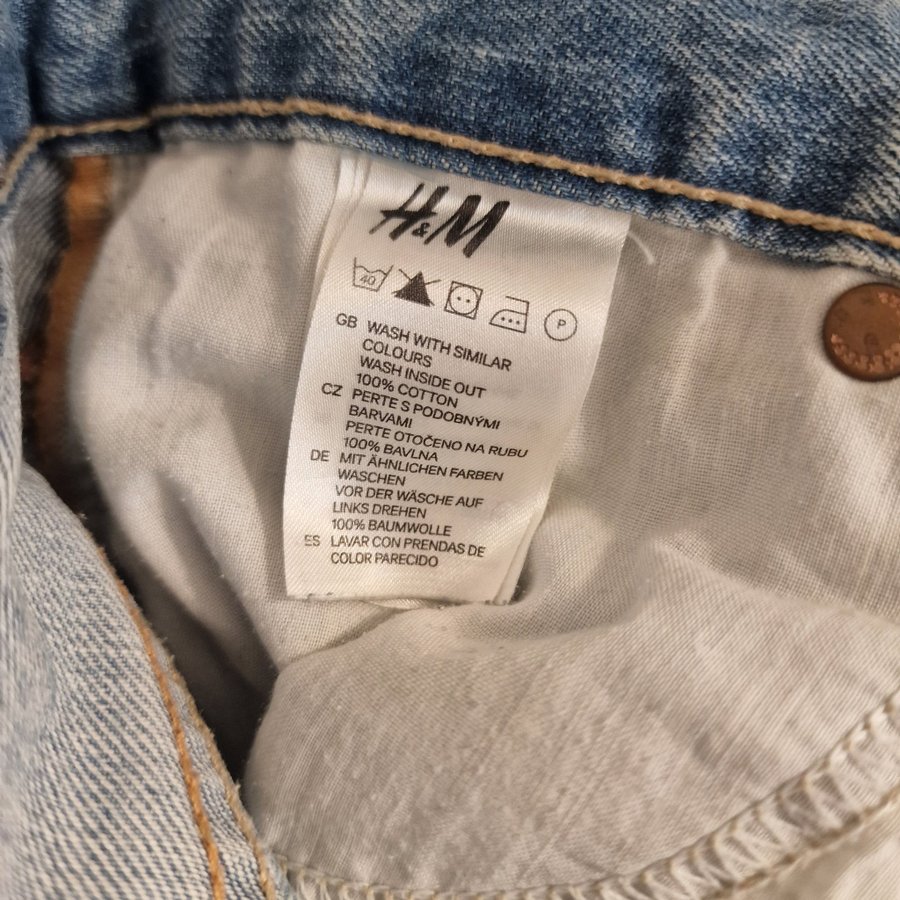 H&M
40
P
GB WASH WITH SIMILAR
COLOURS
WASH INSIDE OUT
100% COTTON
CZ PERTE S PODOBNÝMI
BARVAMI
PERTE OTOČENO NA RUBU
100% BAVLNA
DE MIT ÄHNLICHEN FARBEN
WASCHEN
VOR DER WÄSCHE AUF
LINKS DREHEN
100% BAUMWOLLE
ES LAVAR CON PRENDAS DE
COLOR PARECIDO